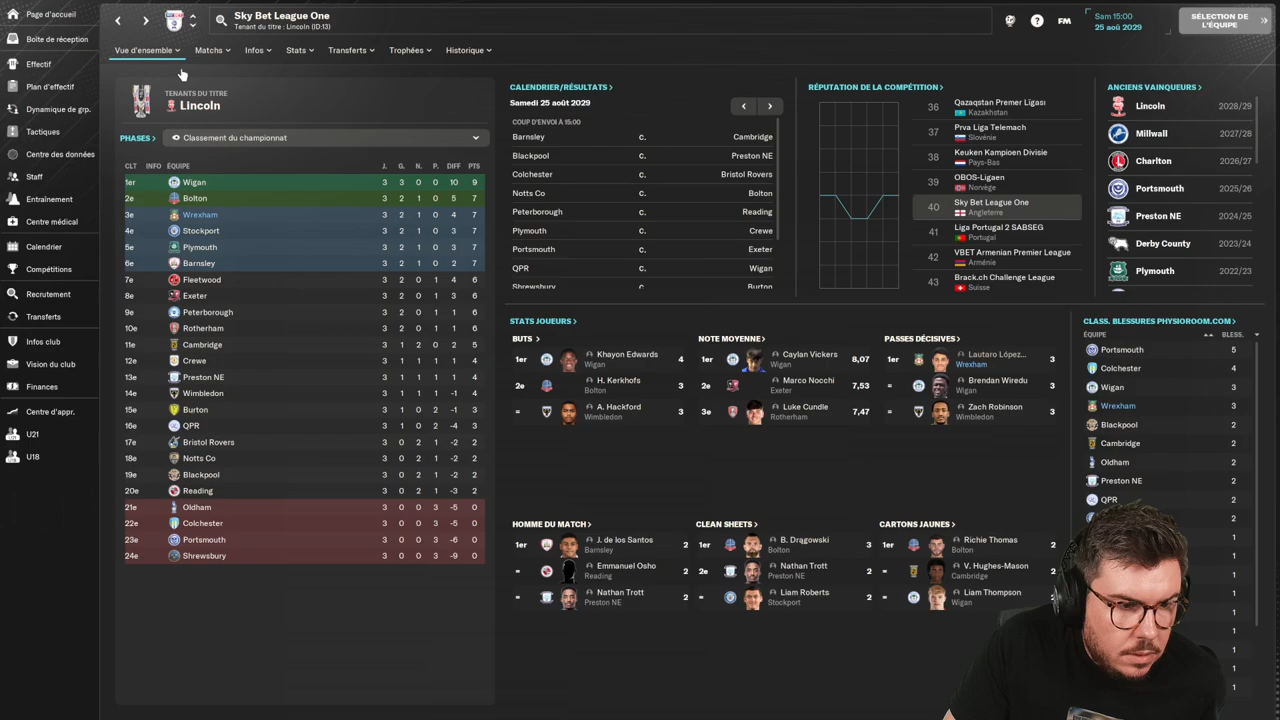 Page d'accueil
Boîte de réception
Effectif
Plan d'effectif
Dynamique de grp.
Tactiques
Centre des données
Staff
Entraînement
Centre médical
Calendrier
Compétitions
Recrutement
Transferts
Infos club
Vision du club
Finances
Centre d'appr.
U21
U18
Sky Bet League One
Tenant du titre : Lincoln (ID:13)
FM
Sam 15:00
25 août 2029
SÉLECTION DE
L'ÉQUIPE
Vue d'ensemble Matchs Infos Stats Transferts Trophées Historique
TENANTS DU TITRE
Lincoln
PHASES Classement du championnat
CLT INFO ÉQUIPE J. G. N. P. DIFF PTS
1er Wigan 3 3 0 0 10 9
2e Bolton 3 2 1 0 5 7
3e Wrexham 3 2 1 0 4 7
4e Stockport 3 2 1 0 3 7
5e Plymouth 3 2 1 0 3 7
6e Barnsley 3 2 1 0 2 7
7e Fleetwood 3 2 0 1 4 6
8e Exeter 3 2 0 1 3 6
9e Peterborough 3 2 0 1 1 6
10e Rotherham 3 2 0 1 1 6
11e Cambridge 3 1 2 0 2 5
12e Crewe 3 1 1 1 1 4
13e Preston NE 3 1 1 1 1 4
14e Wimbledon 3 1 1 1 -1 4
15e Burton 3 1 0 2 -1 3
16e QPR 3 1 0 2 -4 3
17e Bristol Rovers 3 0 2 1 -2 2
18e Notts Co 3 0 2 1 -2 2
19e Blackpool 3 0 2 1 -2 2
20e Reading 3 0 2 1 -3 2
21e Oldham 3 0 0 3 -5 0
22e Colchester 3 0 0 3 -5 0
23e Portsmouth 3 0 0 3 -6 0
24e Shrewsbury 3 0 0 3 -9 0
CALENDRIER/RÉSULTATS
Samedi 25 août 2029
COUP D'ENVOI À 15:00
Barnsley c. Cambridge
Blackpool c. Preston NE
Colchester c. Bristol Rovers
Notts Co c. Bolton
Peterborough c. Reading
Plymouth c. Crewe
Portsmouth c. Exeter
QPR c. Wigan
Shrewsbury c. Burton
RÉPUTATION DE LA COMPÉTITION
36 Qazaqstan Premer Ligası
Kazakhstan
37 Prva Liga Telemach
Slovénie
38 Keuken Kampioen Divisie
Pays-Bas
39 OBOS-Ligaen
Norvège
40 Sky Bet League One
Angleterre
41 Liga Portugal 2 SABSEG
Portugal
42 VBET Armenian Premier League
Arménie
43 Brack.ch Challenge League
Suisse
ANCIENS VAINQUEURS
Lincoln 2028/29
Millwall 2027/28
Charlton 2026/27
Portsmouth 2025/26
Preston NE 2024/25
Derby County 2023/24
Plymouth 2022/23
STATS JOUEURS
BUTS
1er Khayon Edwards 4
Wigan
2e H. Kerkhofs 3
Bolton
= A. Hackford 3
Wimbledon
NOTE MOYENNE
1er Caylan Vickers 8,07
Wigan
2e Marco Nocchi 7,53
Exeter
3e Luke Cundle 7,47
Rotherham
PASSES DÉCISIVES
1er Lautaro López... 3
Wrexham
= Brendan Wiredu 3
Wigan
= Zach Robinson 3
Wimbledon
HOMME DU MATCH
1er J. de los Santos 2
Barnsley
= Emmanuel Osho 2
Reading
= Nathan Trott 2
Preston NE
CLEAN SHEETS
1er B. Drągowski 3
Bolton
2e Nathan Trott 2
Preston NE
= Liam Roberts 2
Stockport
CARTONS JAUNES
1er Richie Thomas 2
Bolton
= V. Hughes-Mason 2
Cambridge
= Liam Thompson 2
Wigan
CLASS. BLESSURES PHYSIOROOM.COM
ÉQUIPE BLESS.
Portsmouth 5
Colchester 4
Wigan 3
Wrexham 3
Blackpool 2
Cambridge 2
Oldham 2
Preston NE 2
QPR 2
2
1
1
1
1
1
1
1
1
1